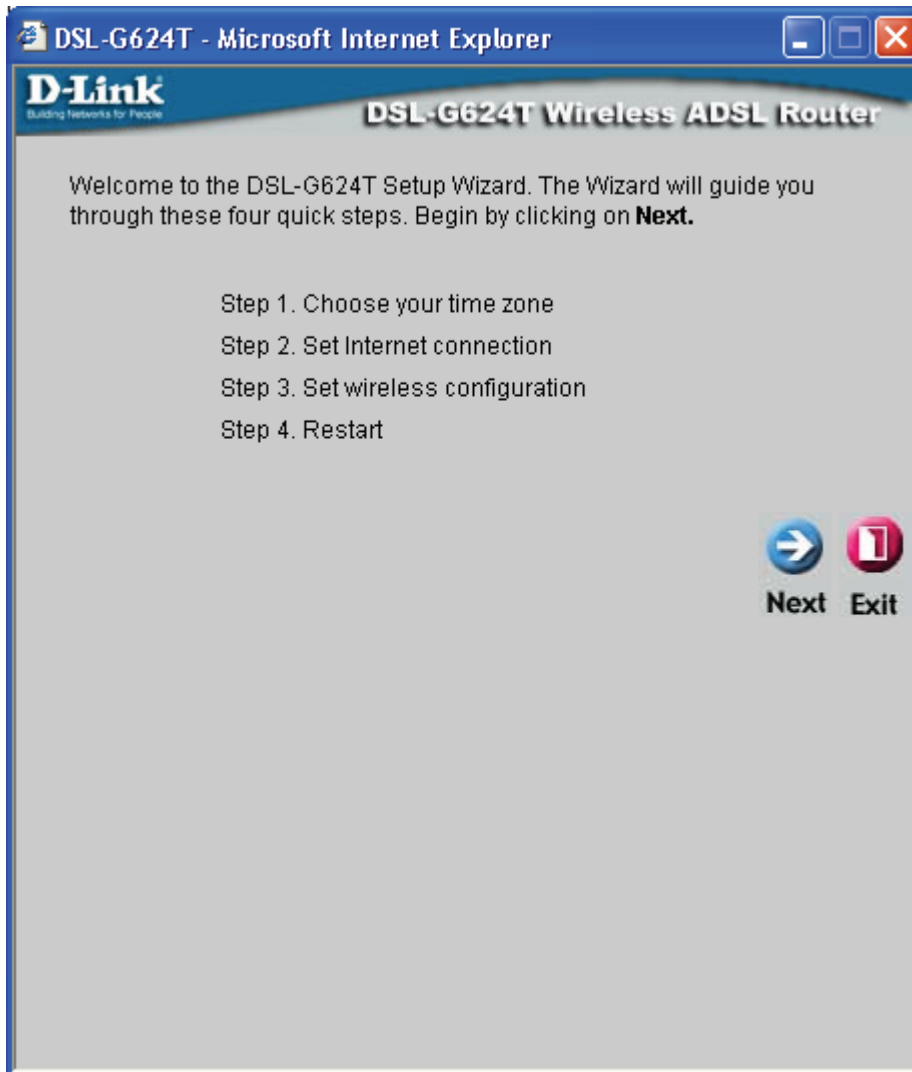 DSL-G624T - Microsoft Internet Explorer
D-Link
Building Networks for People
DSL-G624T Wireless ADSL Router
Welcome to the DSL-G624T Setup Wizard. The Wizard will guide you
through these four quick steps. Begin by clicking on Next.
Step 1. Choose your time zone
Step 2. Set Internet connection
Step 3. Set wireless configuration
Step 4. Restart
Next Exit